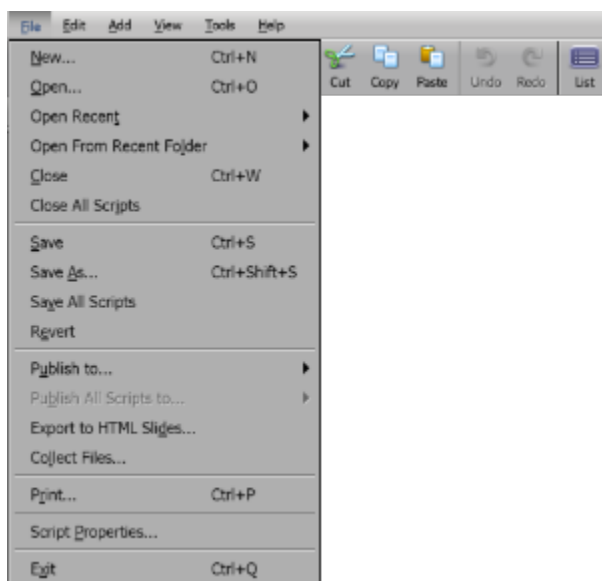 File Edit Add View Tools Help
New... Ctrl+N
Open... Ctrl+O
Cut Copy Paste Undo Redo List
Open Recent
Open From Recent Folder
Close Ctrl+W
Close All Scripts
Save Ctrl+S
Save As... Ctrl+Shift+S
Save All Scripts
Revert
Publish to...
Publish All Scripts to...
Export to HTML Slides...
Collect Files...
Print... Ctrl+P
Script Properties...
Exit Ctrl+Q